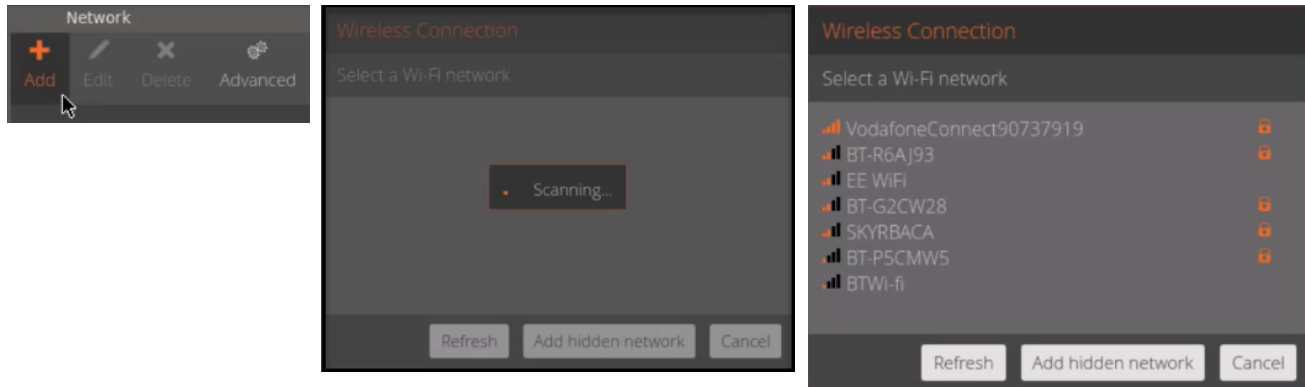 Network
Add Edit Delete Advanced
Wireless Connection
Select a Wi-Fi network
Scanning...
Refresh Add hidden network Cancel
Wireless Connection
Select a Wi-Fi network
VodafoneConnect90737919
BT-R6AJ93
EE WiFi
BT-G2CW28
SKYRBACA
BT-P5CMW5
BTWi-fi
Refresh Add hidden network Cancel